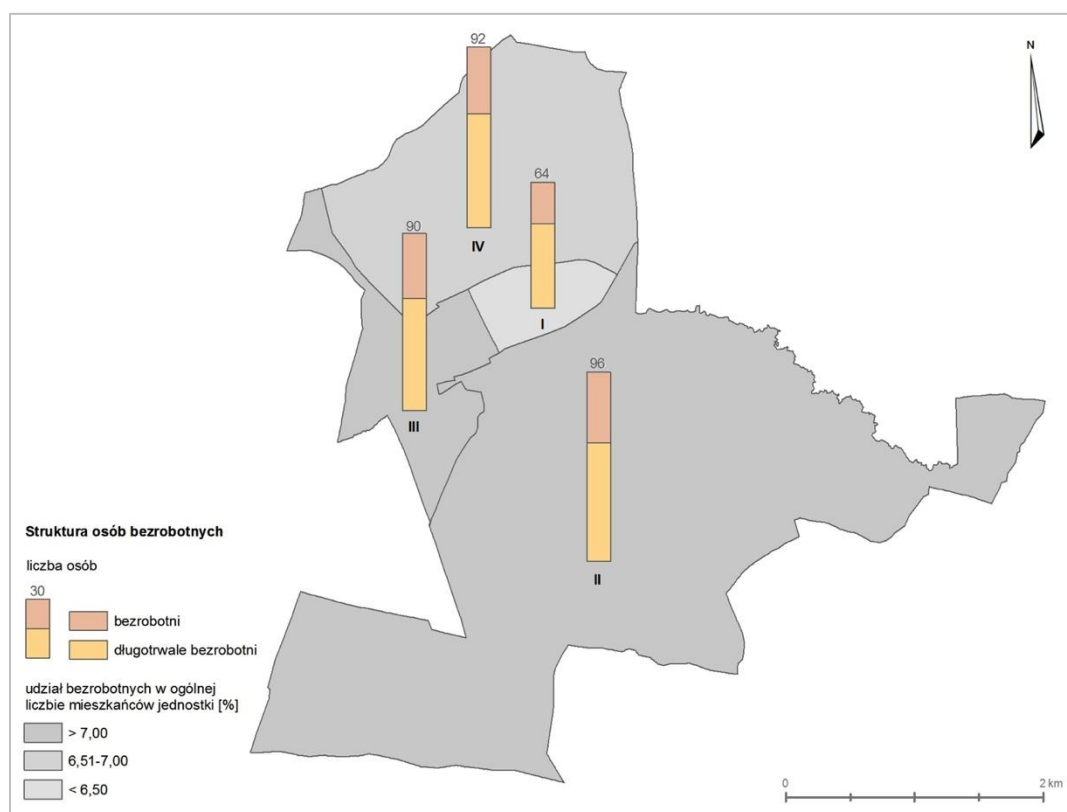 92
N
64
90
IV
I
96
III
II
Struktura osób bezrobotnych
liczba osób
30
bezrobotni
długotrwale bezrobotni
udział bezrobotnych w ogólnej
liczbie mieszkańców jednostki [%]
> 7,00
6,51-7,00
< 6,50
0
2 km